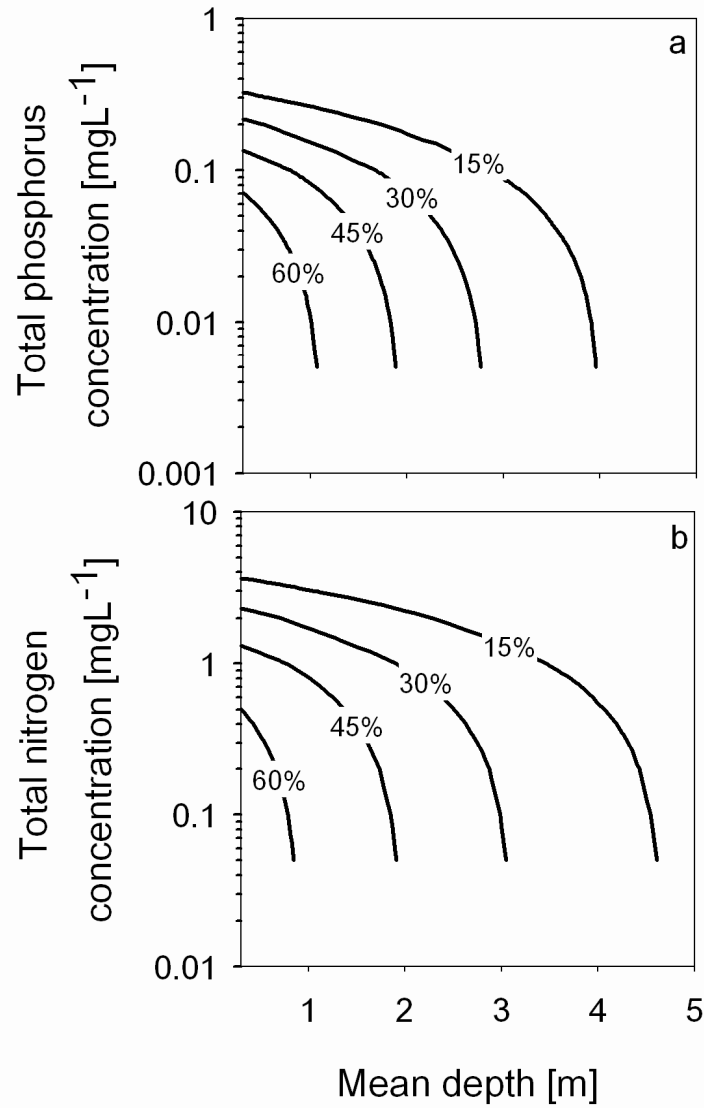 Total phosphorus
concentration [mgL-1]
1
0.1
0.01
0.001
a
15%
30%
45%
60%
Total nitrogen
concentration [mgL-1]
10
1
0.1
0.01
b
15%
30%
45%
60%
1 2 3 4 5
Mean depth [m]